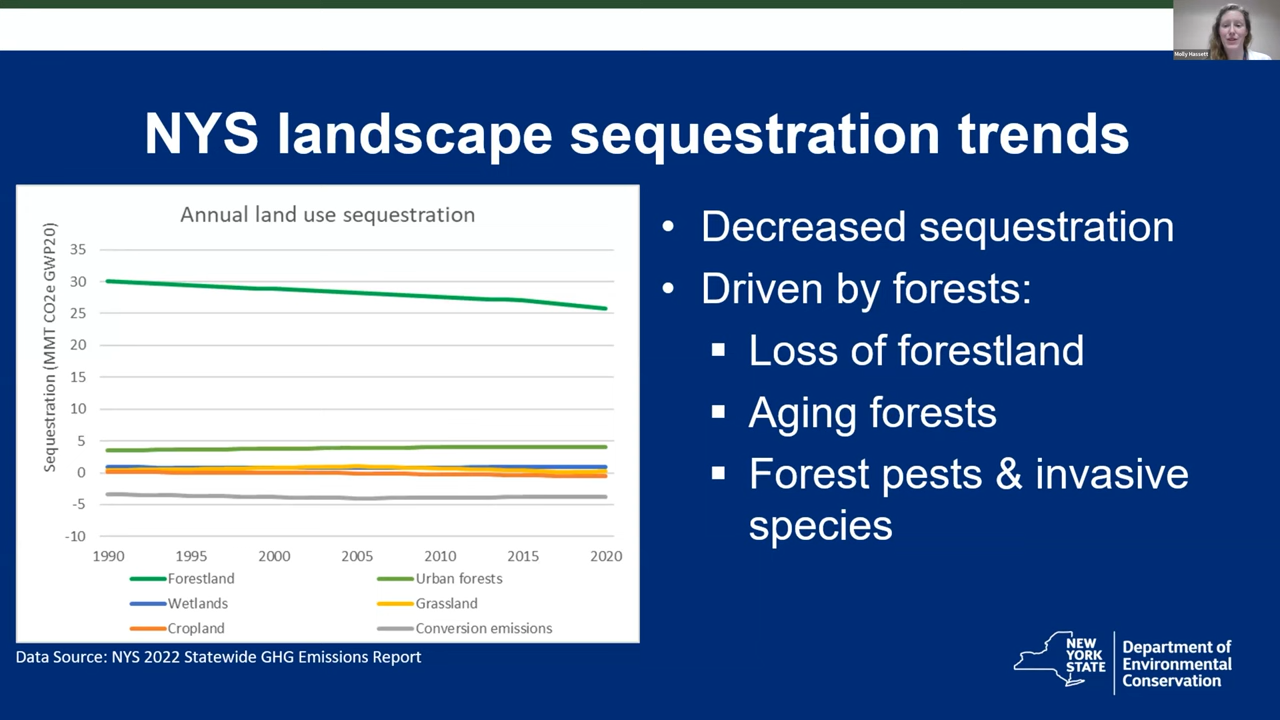 Molly Hassett
NYS landscape sequestration trends
Annual land use sequestration
Sequestration (MMT CO2e GWP20)
35
30
25
20
15
10
5
0
-5
-10
1990 1995 2000 2005 2010 2015 2020
Forestland Urban forests
Wetlands Grassland
Cropland Conversion emissions
Data Source: NYS 2022 Statewide GHG Emissions Report
• Decreased sequestration
• Driven by forests:
▪ Loss of forestland
▪ Aging forests
▪ Forest pests & invasive
species
NEW
YORK
STATE
Department of
Environmental
Conservation